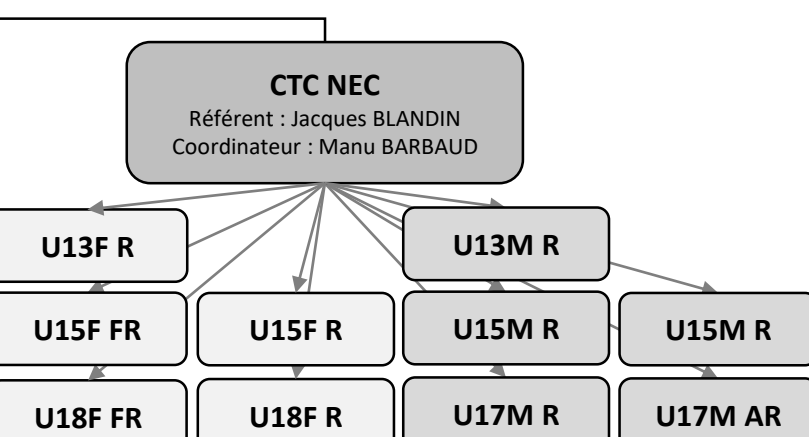 CTC NEC
Référent : Jacques BLANDIN
Coordinateur : Manu BARBAUD
U13F R
U13M R
U15F FR
U15F R
U15M R
U15M R
U18F FR
U18F R
U17M R
U17M AR